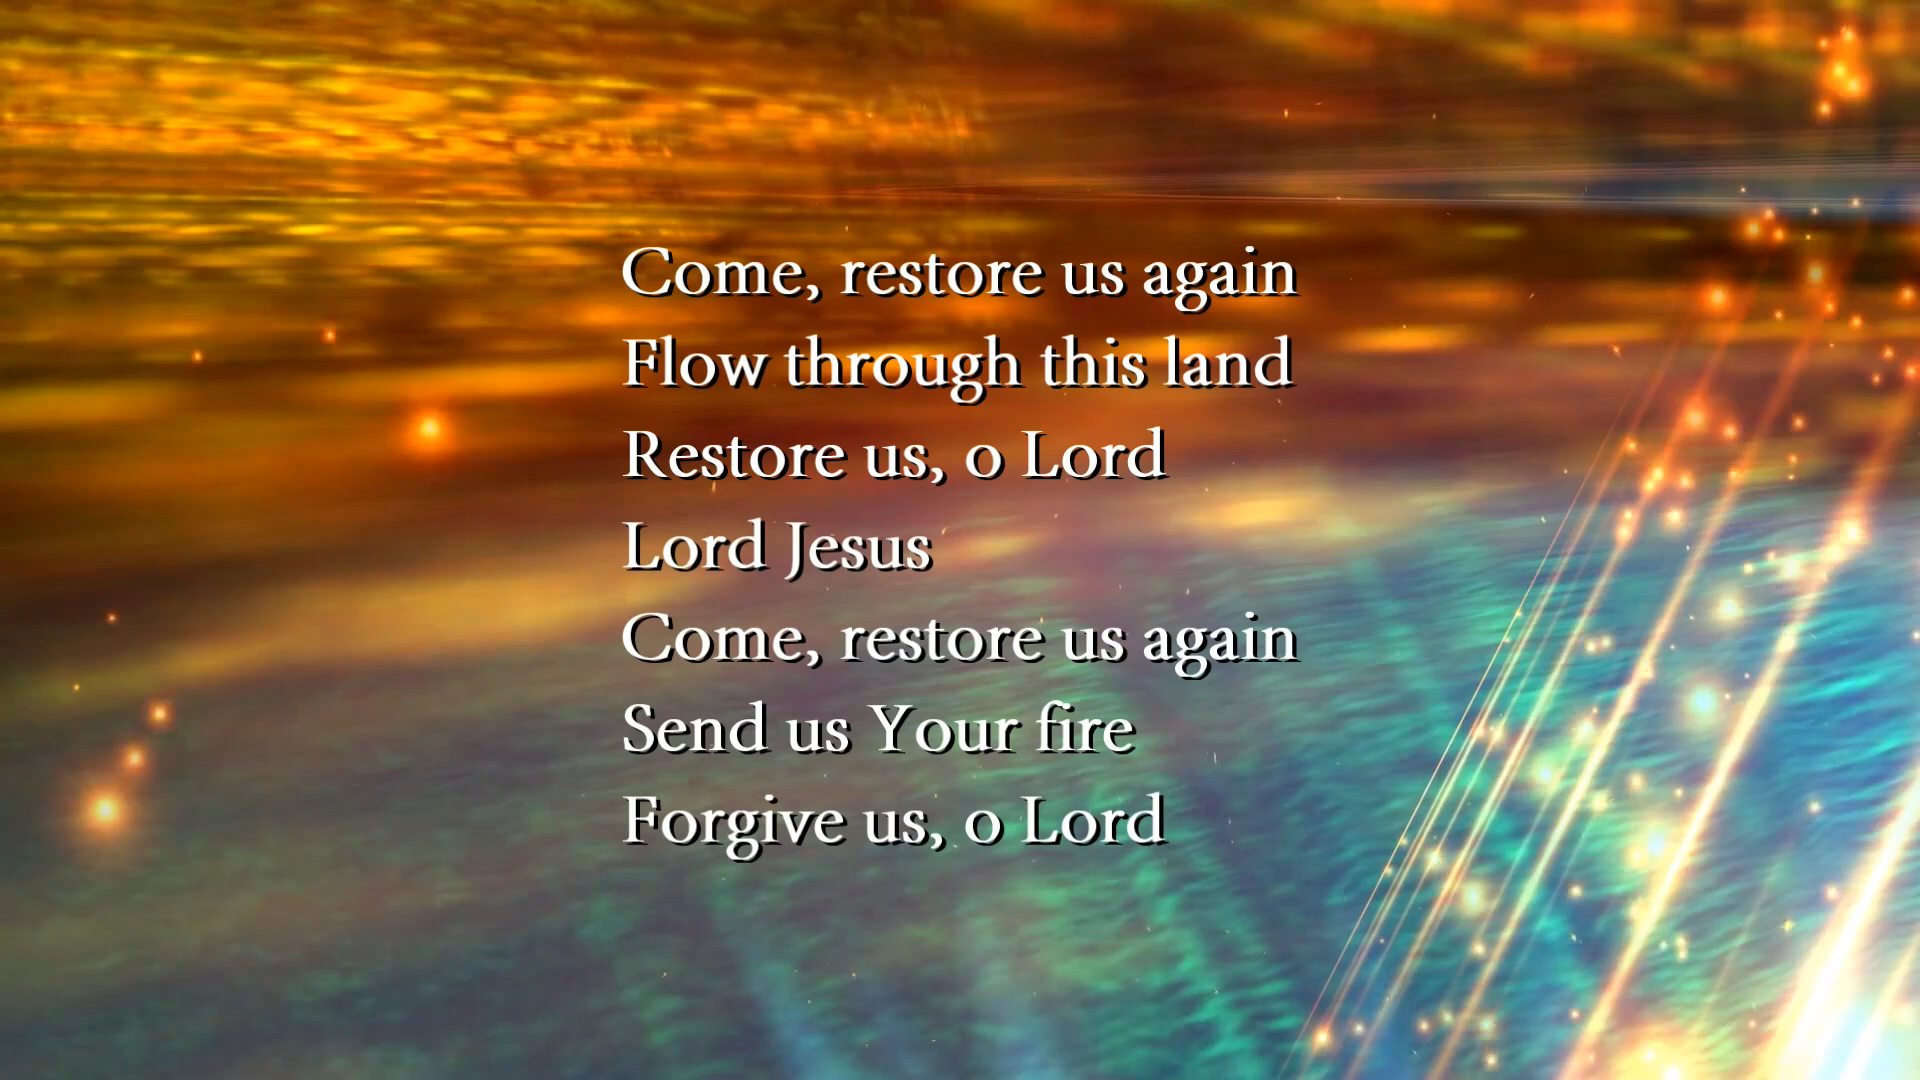 Come, restore us again
Flow through this land
Restore us, o Lord
Lord Jesus
Come, restore us again
Send us Your fire
Forgive us, o Lord